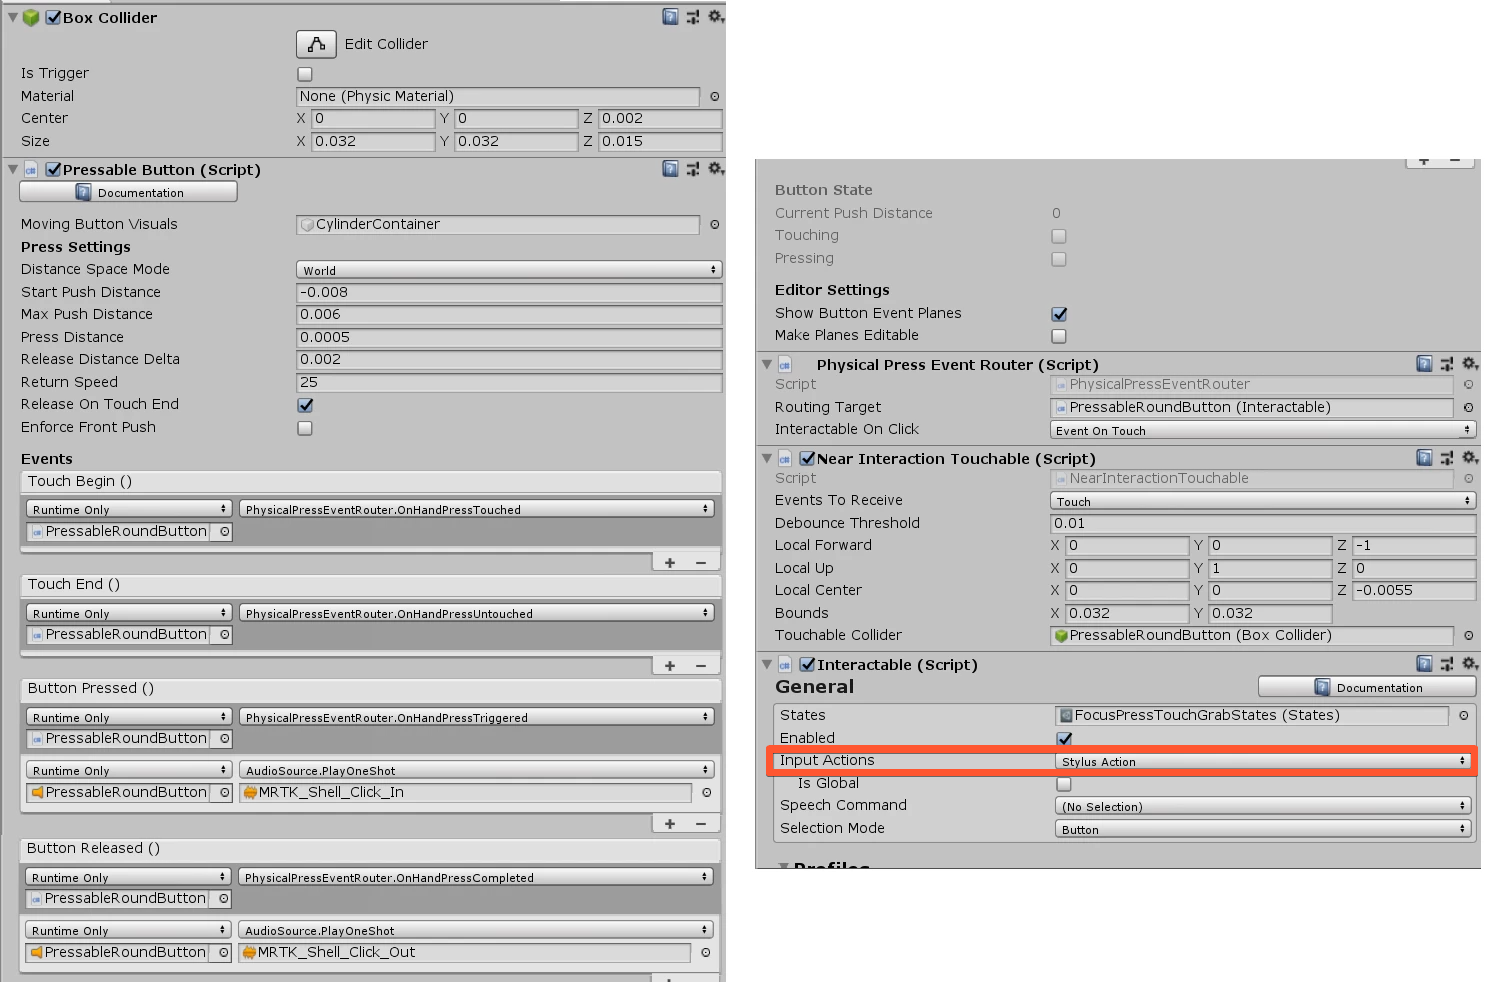 Box Collider
Edit Collider
Is Trigger
Material None (Physic Material)
Center X 0 Y 0 Z 0.002
Size X 0.032 Y 0.032 Z 0.015
Pressable Button (Script)
Documentation
Moving Button Visuals CylinderContainer
Press Settings
Distance Space Mode World
Start Push Distance -0.008
Max Push Distance 0.006
Press Distance 0.0005
Release Distance Delta 0.002
Return Speed 25
Release On Touch End
Enforce Front Push
Events
Touch Begin ()
Runtime Only PhysicalPressEventRouter.OnHandPressTouched
PressableRoundButton
+ −
Touch End ()
Runtime Only PhysicalPressEventRouter.OnHandPressUntouched
PressableRoundButton
+ −
Button Pressed ()
Runtime Only PhysicalPressEventRouter.OnHandPressTriggered
PressableRoundButton
Runtime Only AudioSource.PlayOneShot
PressableRoundButton MRTK_Shell_Click_In
+ −
Button Released ()
Runtime Only PhysicalPressEventRouter.OnHandPressCompleted
PressableRoundButton
Runtime Only AudioSource.PlayOneShot
PressableRoundButton MRTK_Shell_Click_Out
Button State
Current Push Distance 0
Touching
Pressing
Editor Settings
Show Button Event Planes
Make Planes Editable
Physical Press Event Router (Script)
Script PhysicalPressEventRouter
Routing Target PressableRoundButton (Interactable)
Interactable On Click Event On Touch
Near Interaction Touchable (Script)
Script NearInteractionTouchable
Events To Receive Touch
Debounce Threshold 0.01
Local Forward X 0 Y 0 Z -1
Local Up X 0 Y 1 Z 0
Local Center X 0 Y 0 Z -0.0055
Bounds X 0.032 Y 0.032
Touchable Collider PressableRoundButton (Box Collider)
Interactable (Script)
General Documentation
States FocusPressTouchGrabStates (States)
Enabled
Input Actions Stylus Action
Is Global
Speech Command (No Selection)
Selection Mode Button
Profiles